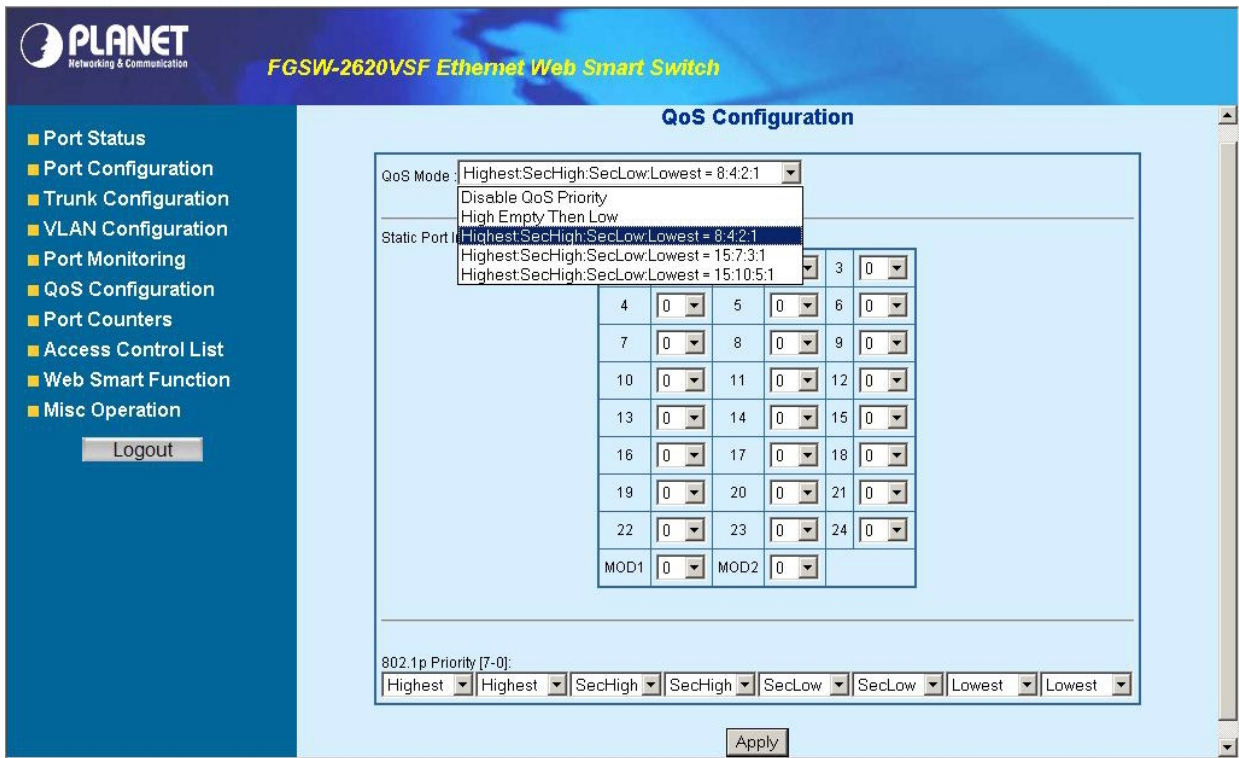 PLANET
Networking & Communication
FGSW-2620VSF Ethernet Web Smart Switch
Port Status
Port Configuration
Trunk Configuration
VLAN Configuration
Port Monitoring
QoS Configuration
Port Counters
Access Control List
Web Smart Function
Misc Operation
Logout
QoS Configuration
QoS Mode : Highest:SecHigh:SecLow:Lowest = 8:4:2:1
Disable QoS Priority
High Empty Then Low
Highest:SecHigh:SecLow:Lowest = 8:4:2:1
Highest:SecHigh:SecLow:Lowest = 15:7:3:1
Highest:SecHigh:SecLow:Lowest = 15:10:5:1
Static Port
3 0
4 0 5 0 6 0
7 0 8 0 9 0
10 0 11 0 12 0
13 0 14 0 15 0
16 0 17 0 18 0
19 0 20 0 21 0
22 0 23 0 24 0
MOD1 0 MOD2 0
802.1p Priority [7-0]:
Highest Highest SecHigh SecHigh SecLow SecLow Lowest Lowest
Apply